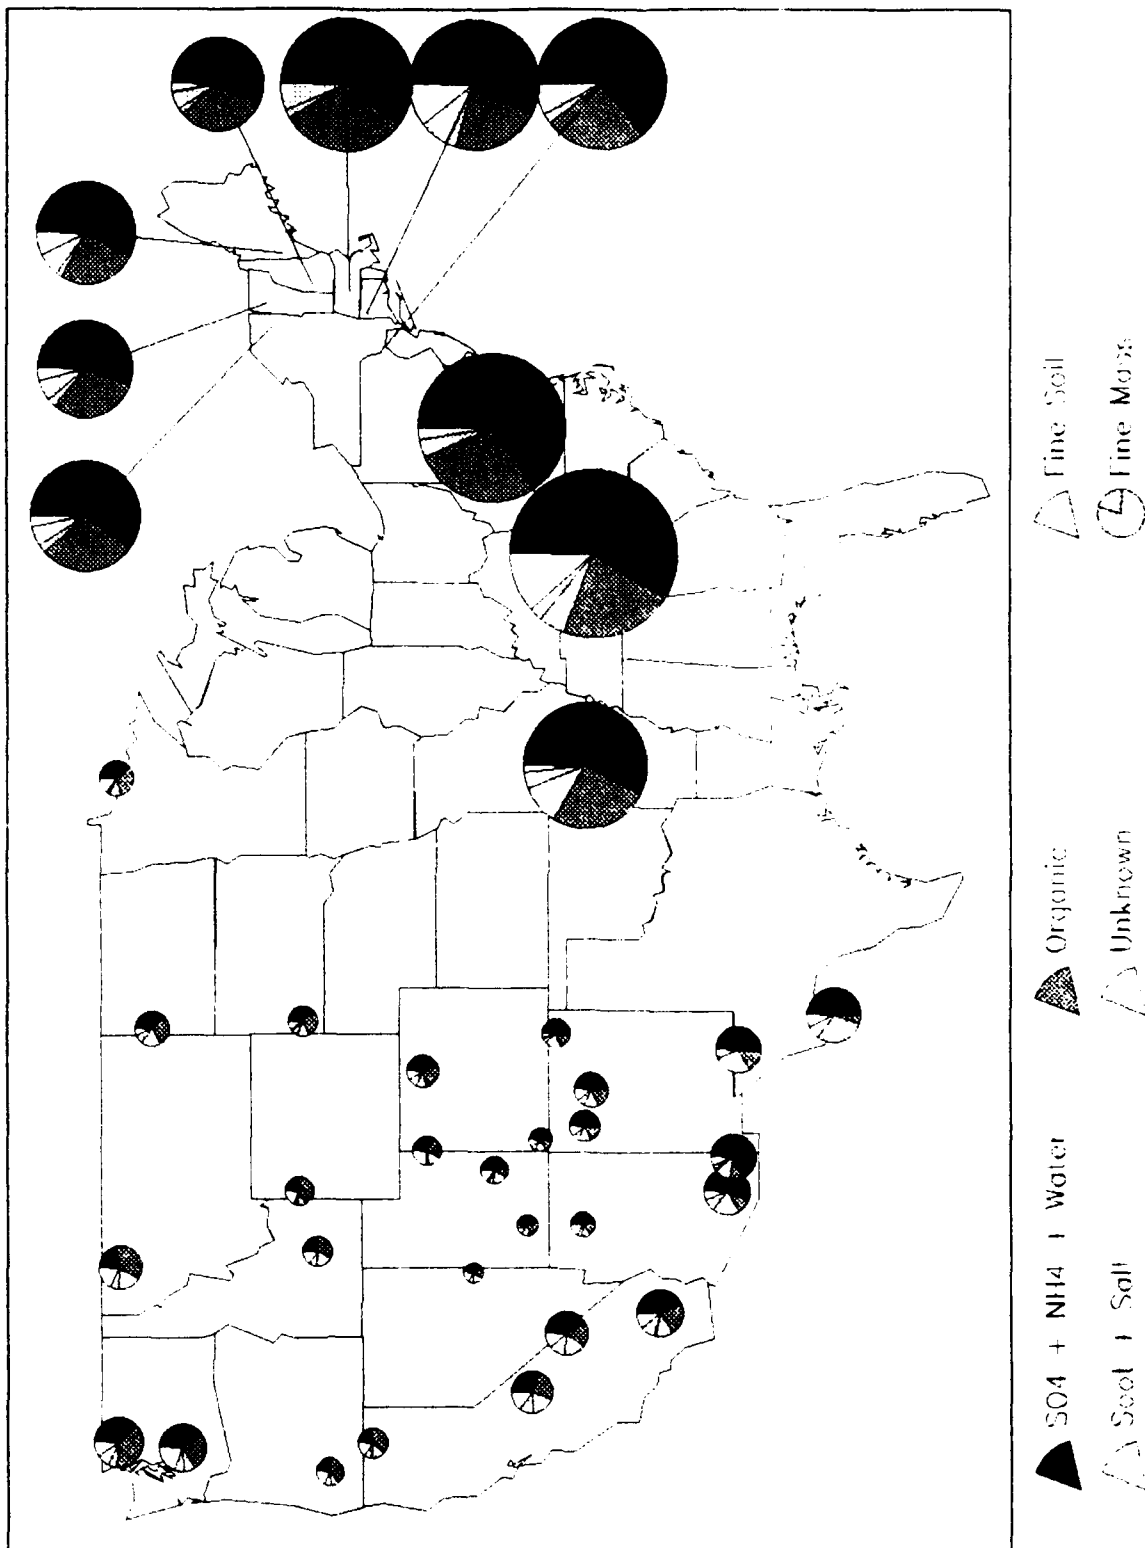 SO4 + NH4 + Water
Organic
Fine Soil
Soot + Salt
Unknown
Fine Mass